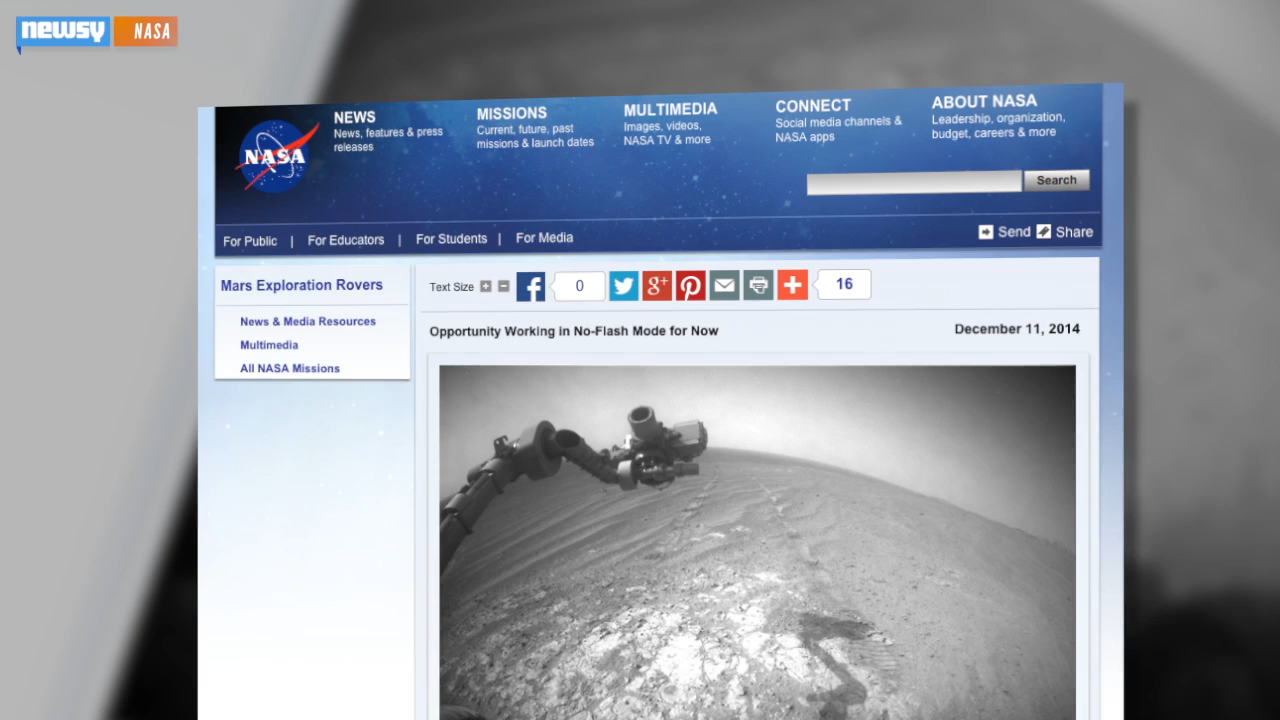 newsy NASA
NEWS
News, features & press
releases
MISSIONS
Current, future, past
missions & launch dates
MULTIMEDIA
Images, videos,
NASA TV & more
CONNECT
Social media channels &
NASA apps
ABOUT NASA
Leadership, organization,
budget, careers & more
NASA
Search
For Public | For Educators | For Students | For Media
Send Share
Mars Exploration Rovers
News & Media Resources
Multimedia
All NASA Missions
Text Size + - f 0 g+ + 16
Opportunity Working in No-Flash Mode for Now December 11, 2014